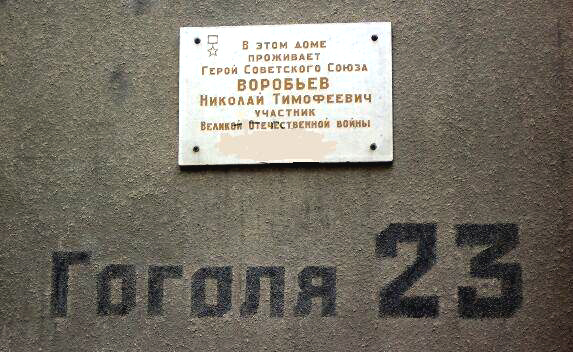 В этом доме
проживает
Герой Советского Союза
ВОРОБЬЕВ
Николай Тимофеевич
участник
Великой Отечественной войны
Гоголя 23